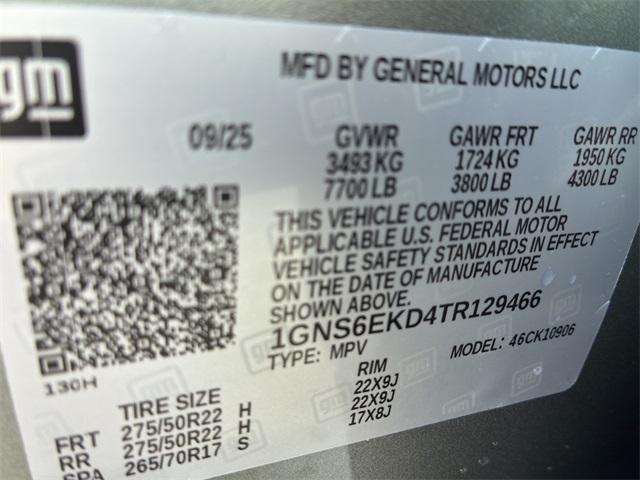 gm
MFD BY GENERAL MOTORS LLC
09/25
GVWR GAWR FRT GAWR RR
3493 KG 1724 KG 1950 KG
7700 LB 3800 LB 4300 LB
THIS VEHICLE CONFORMS TO ALL
APPLICABLE U.S. FEDERAL MOTOR
VEHICLE SAFETY STANDARDS IN EFFECT
ON THE DATE OF MANUFACTURE
SHOWN ABOVE.
1GNS6EKD4TR129466
TYPE: MPV MODEL: 46CK10906
130H
TIRE SIZE RIM
FRT 275/50R22 H 22X9J
RR 275/50R22 H 22X9J
SPA 265/70R17 S 17X8J